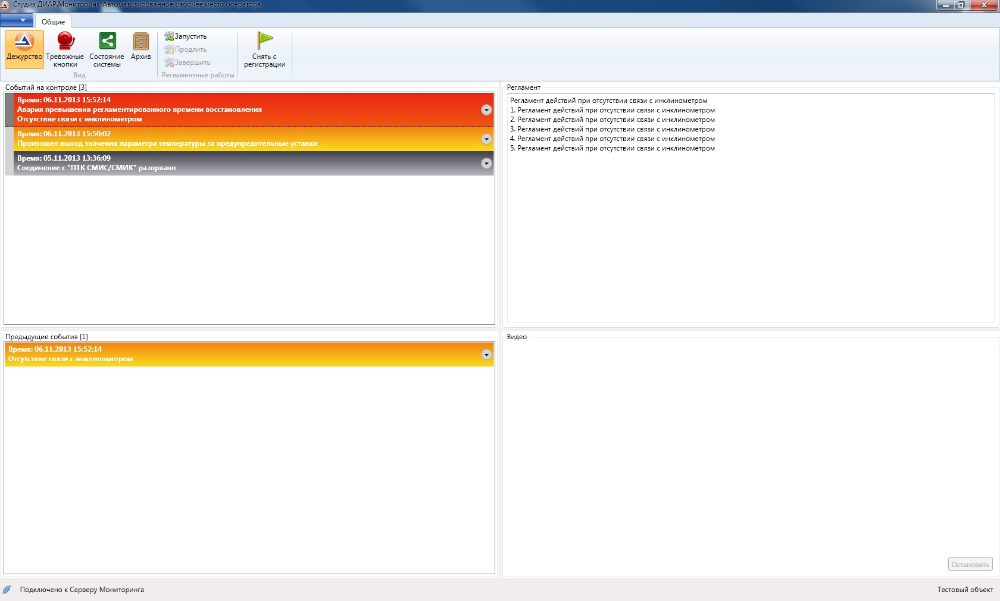 Студия ДИАР.Мониторинг. Автоматизированное рабочее место оператора.
Общие
Дежурство
Тревожные
кнопки
Состояние
системы
Архив
Вид
Запустить
Продлить
Завершить
Регламентные работы
Снять с
регистрации
Событий на контроле [3]
Время: 06.11.2013 15:52:14
Авария превышения регламентированного времени восстановления
Отсутствие связи с инклинометром
Время: 06.11.2013 15:50:02
Произошел выход значения параметра температуры за предупредительные уставки
Время: 05.11.2013 13:36:09
Соединение с "ПТК СМИС/СМИК" разорвано
Регламент
Регламент действий при отсутствии связи с инклинометром
1. Регламент действий при отсутствии связи с инклинометром
2. Регламент действий при отсутствии связи с инклинометром
3. Регламент действий при отсутствии связи с инклинометром
4. Регламент действий при отсутствии связи с инклинометром
5. Регламент действий при отсутствии связи с инклинометром
Предыдущие события [1]
Время: 06.11.2013 15:52:14
Отсутствие связи с инклинометром
Видео
Остановить
Подключено к Серверу Мониторинга
Тестовый объект